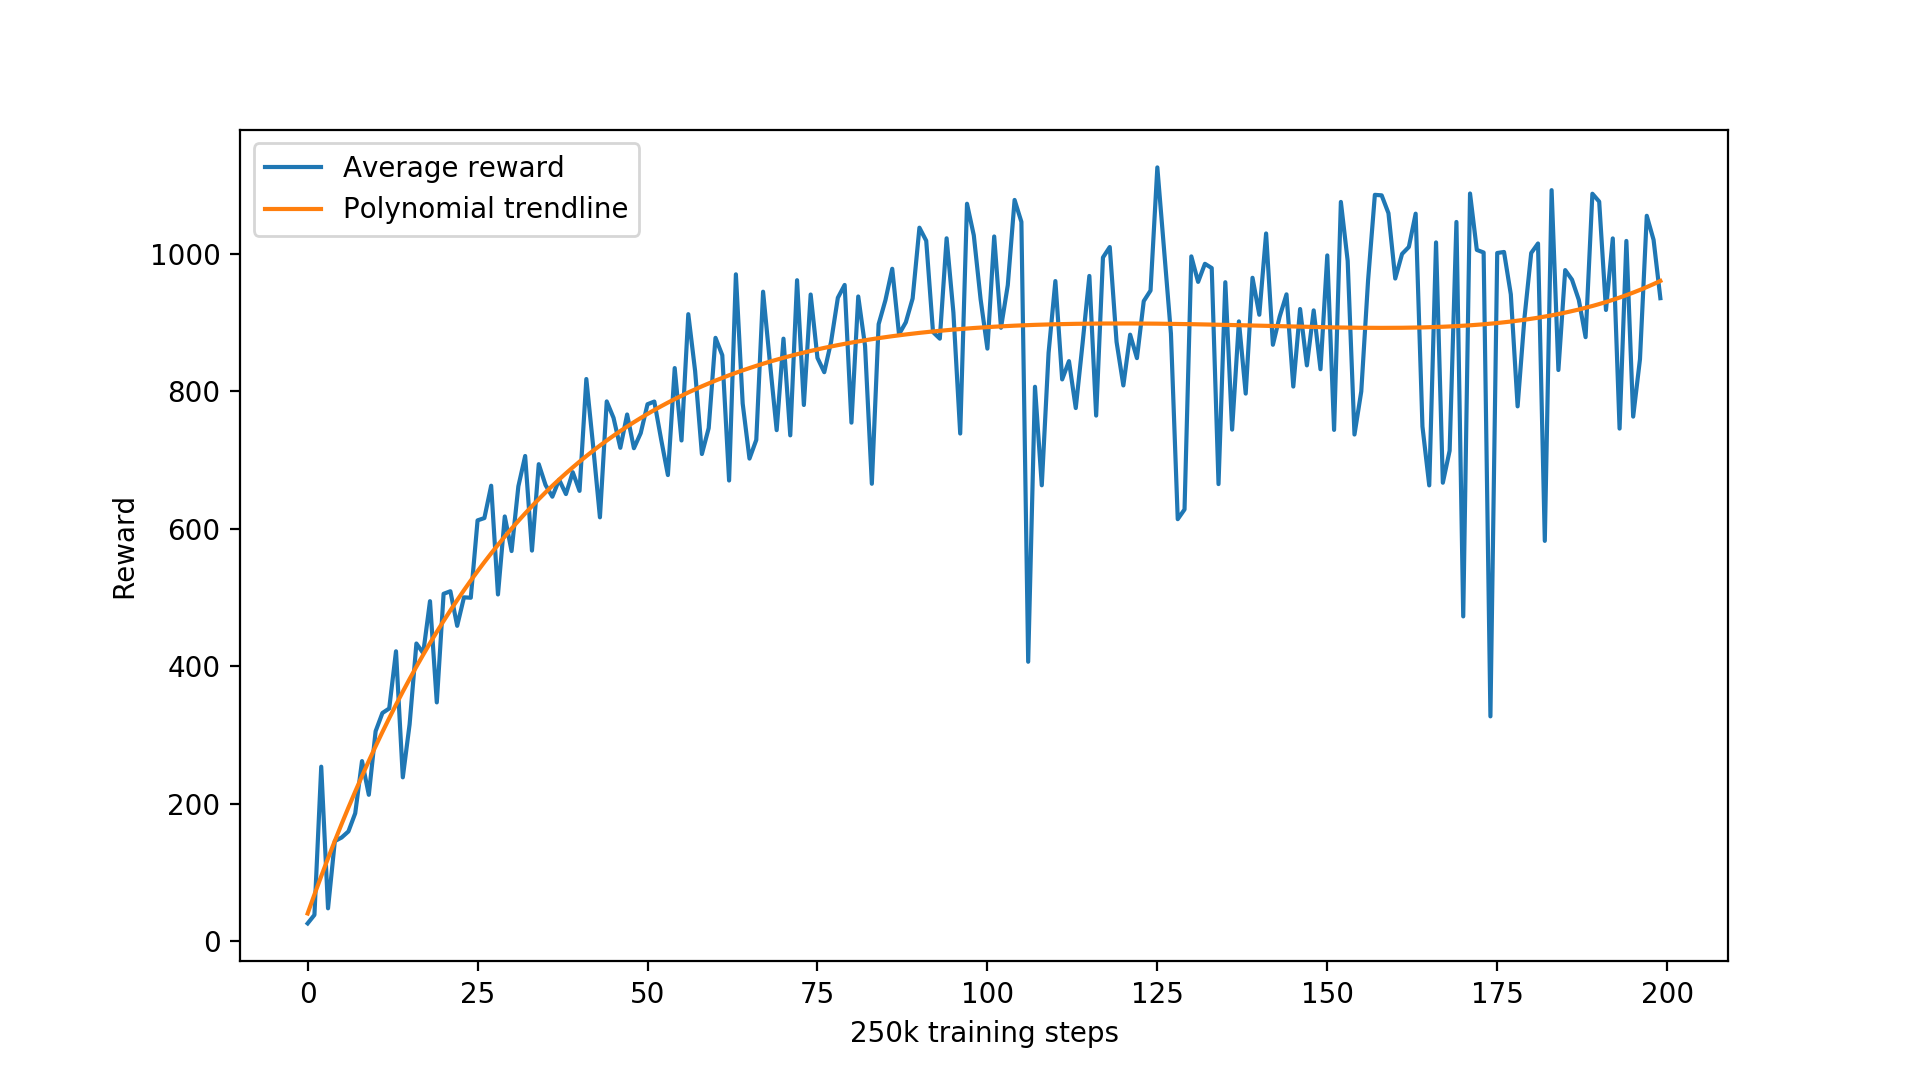 Average reward
Polynomial trendline
Reward
1000
800
600
400
200
0
0 25 50 75 100 125 150 175 200
250k training steps